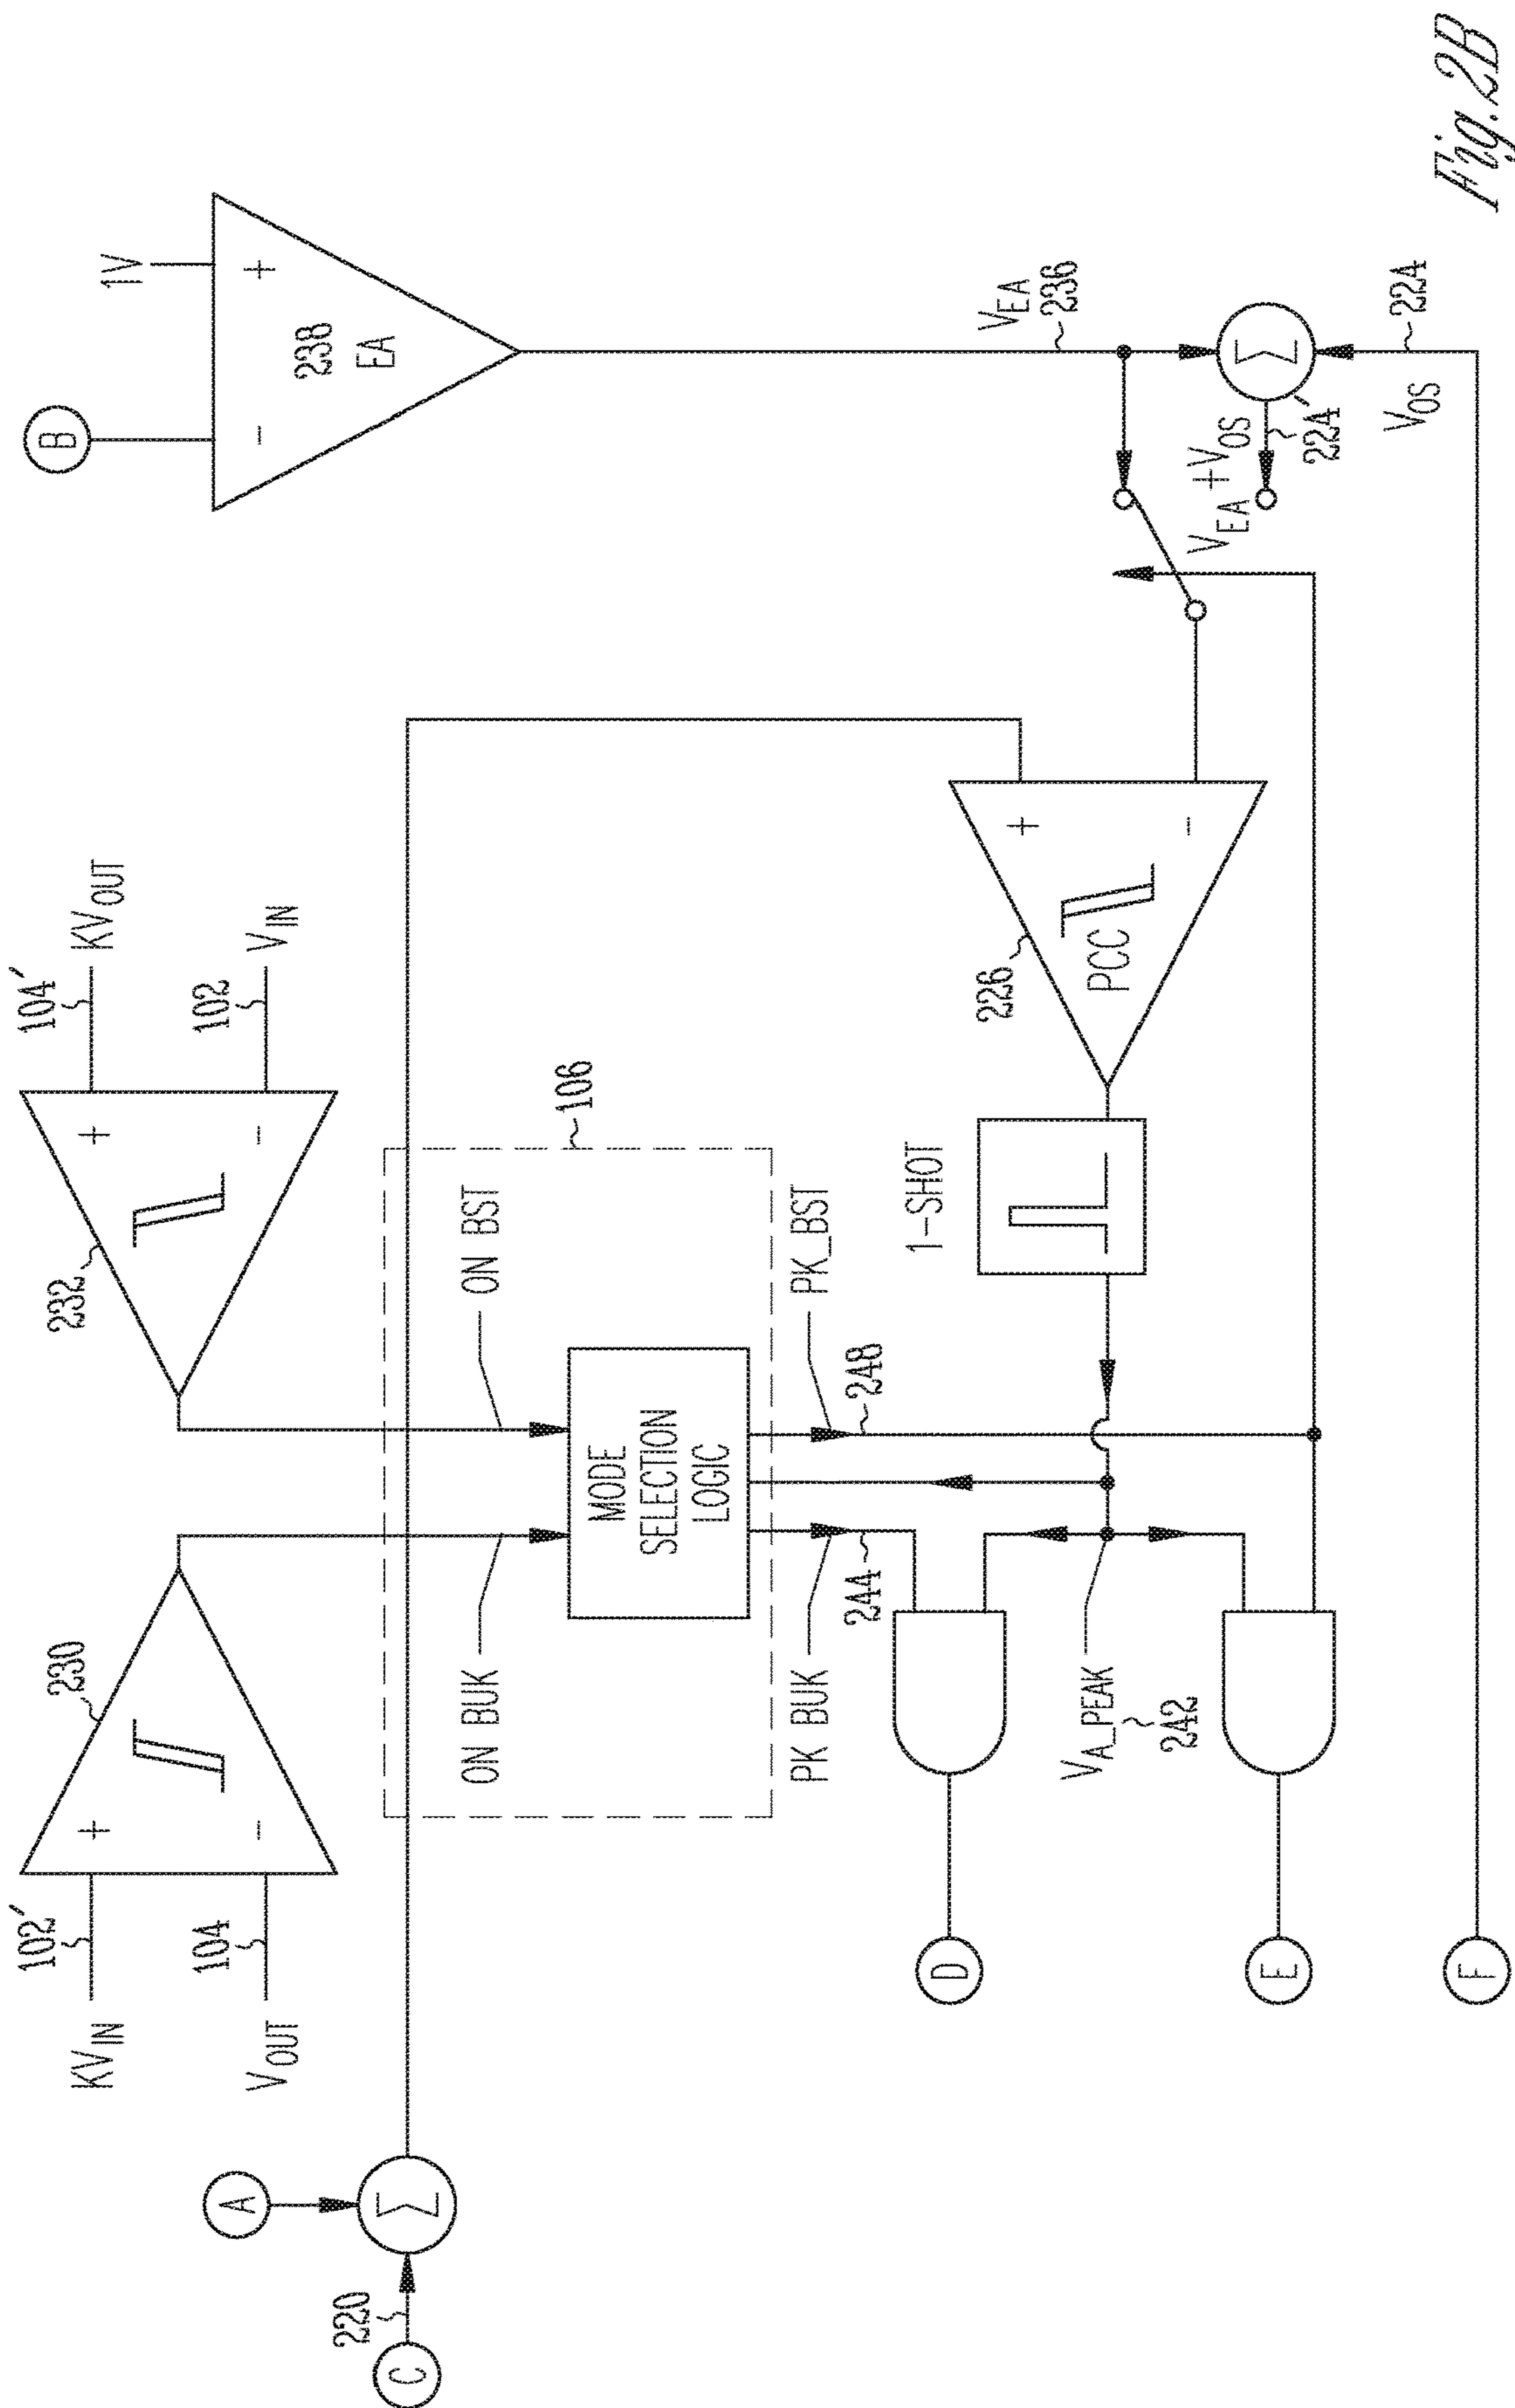 KV_IN
102'
230
+
-
V_OUT
104
232
+
-
104'
KV_OUT
102
V_IN
B
1V
238
EA
-
+
A
C
220
Σ
106
ON BUK
ON BST
MODE
SELECTION
LOGIC
PK BUK
244
PK_BST
248
1-SHOT
226
PCC
+
-
V_EA
236
V_EA+V_OS
224
Σ
224
V_OS
V_A_PEAK
242
D
E
F
Fig. 2B